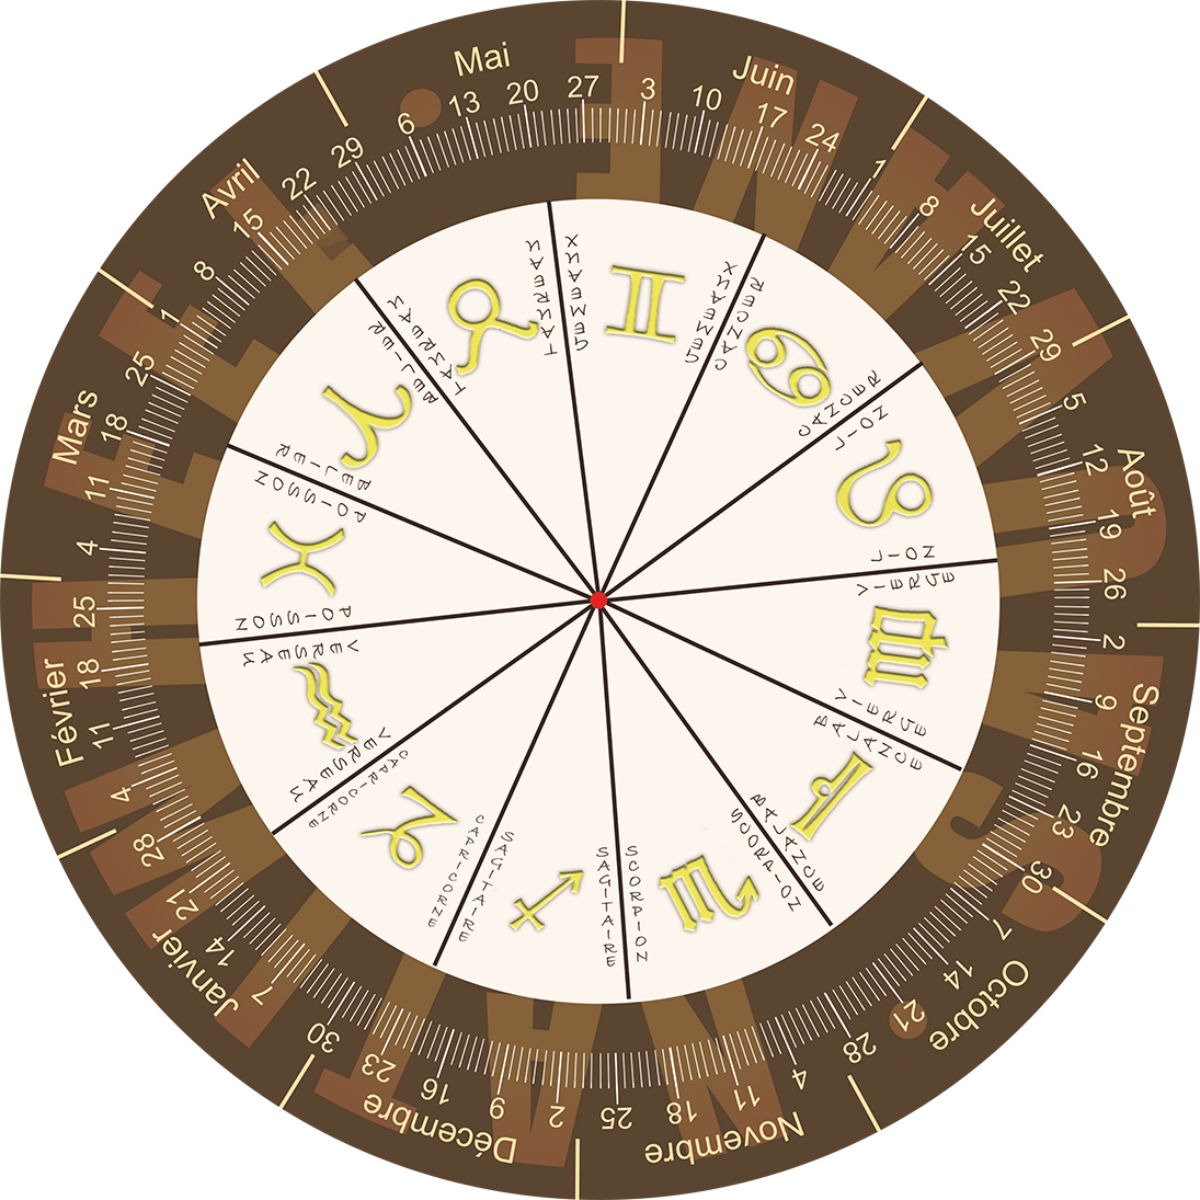 Janvier
7 14 21 28
Février
4 11 18 25
Mars
4 11 18 25
Avril
1 8 15 22 29
Mai
6 13 20 27
Juin
3 10 17 24
Juillet
1 8 15 22 29
Août
5 12 19 26
Septembre
2 9 16 23 30
Octobre
7 14 21 28
Novembre
4 11 18 25
Décembre
2 9 16 23 30
TAUREAU
TAUREAU
GEMEAUX
GEMEAUX
CANCER
CANCER
LION
LION
VIERGE
VIERGE
BALANCE
BALANCE
SCORPION
SCORPION
SAGITAIRE
SAGITAIRE
CAPRICORNE
CAPRICORNE
VERSEAU
VERSEAU
POISSON
POISSON
BELIER
BELIER